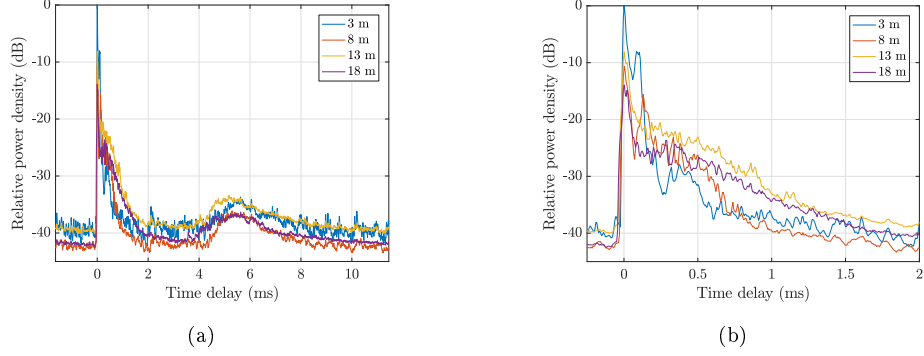 0
-10
-20
-30
-40
Relative power density (dB)
0 2 4 6 8 10
Time delay (ms)
3 m
8 m
13 m
18 m
(a)
0
-10
-20
-30
-40
Relative power density (dB)
0 0.5 1 1.5 2
Time delay (ms)
3 m
8 m
13 m
18 m
(b)